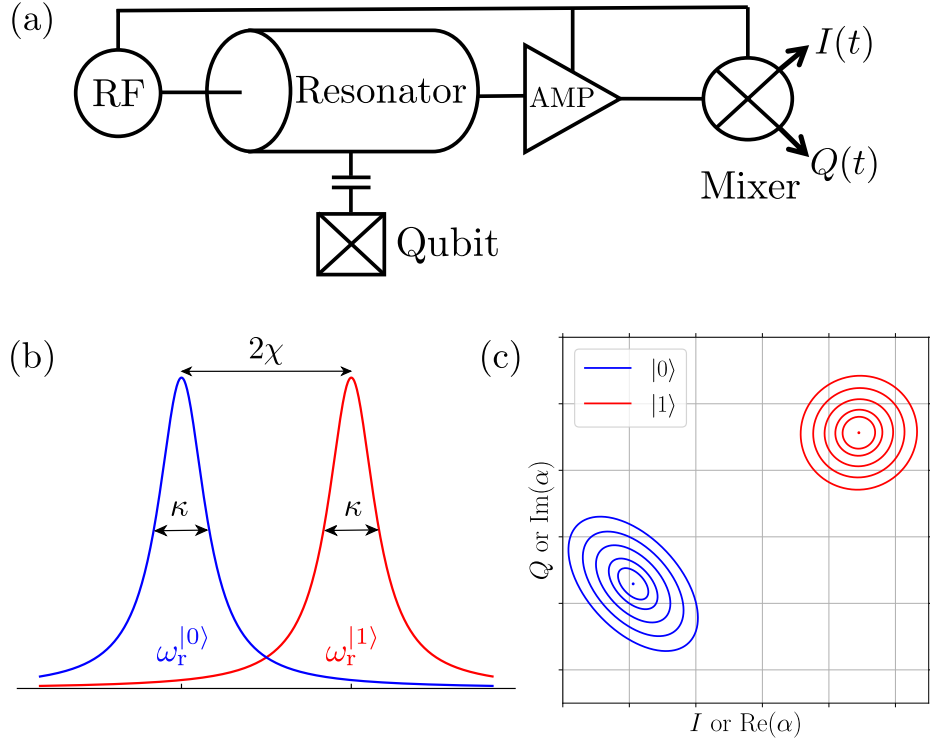 (a)
RF
Resonator
AMP
I(t)
Q(t)
Mixer
Qubit
(b)
2χ
κ
κ
ω_r^{|0⟩}
ω_r^{|1⟩}
(c)
|0⟩
|1⟩
Q or Im(α)
I or Re(α)